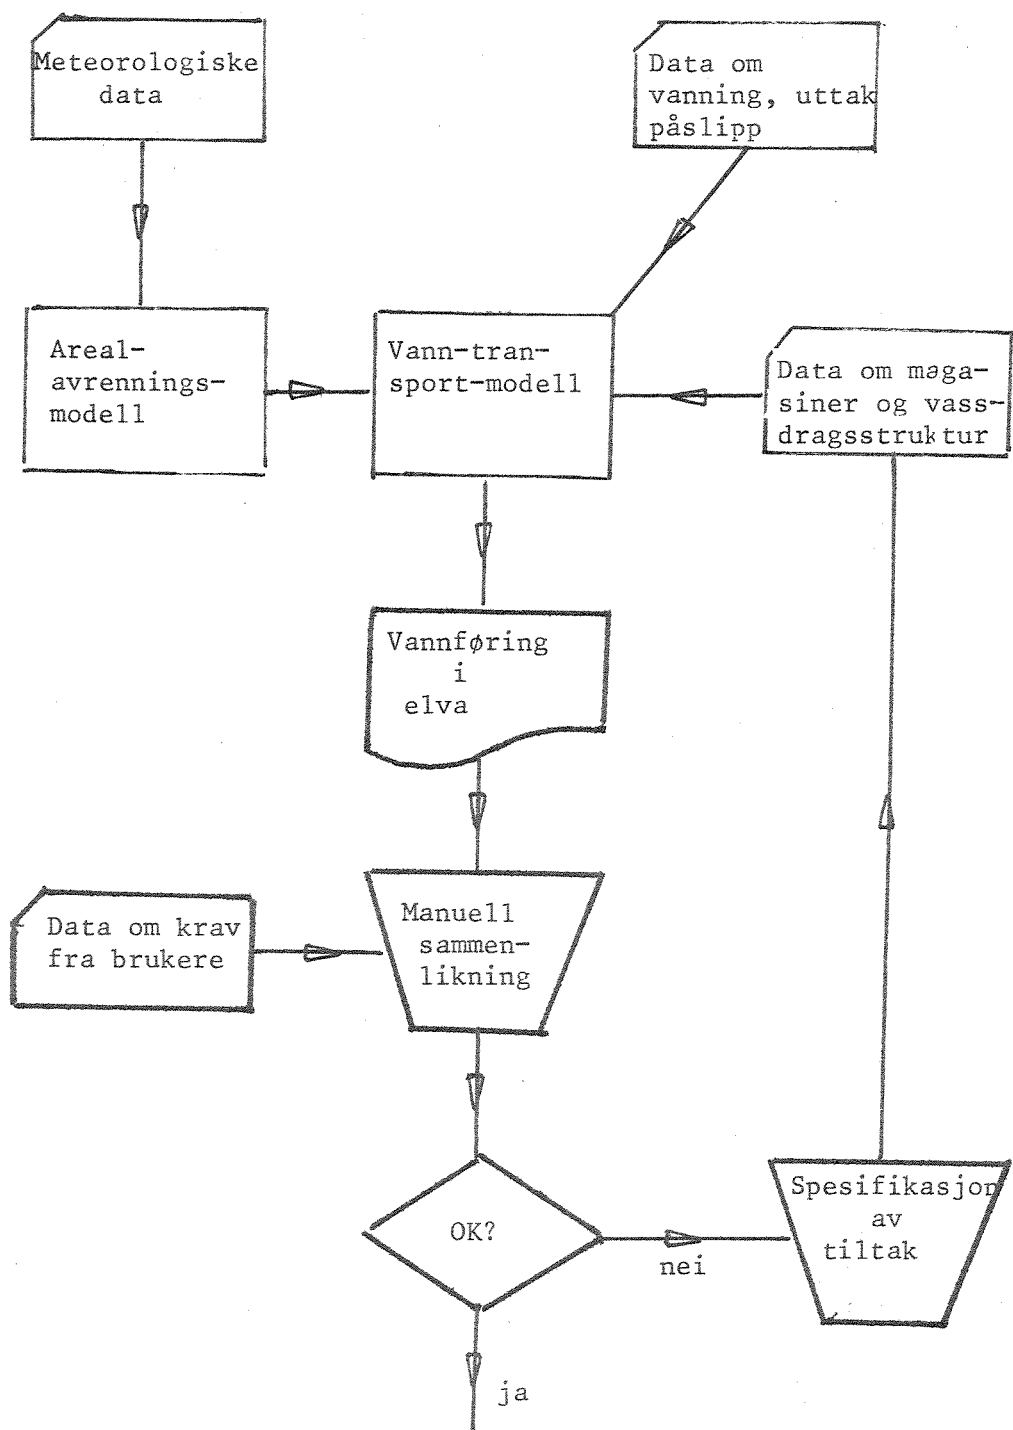 Meteorologiske
data
Data om
vanning, uttak
påslipp
Areal-
avrennings-
modell
Vann-tran-
sport-modell
Data om maga-
siner og vass-
dragsstruktur
Vannføring
i
elva
Data om krav
fra brukere
Manuell
sammen-
likning
OK?
nei
Spesifikasjon
av
tiltak
ja